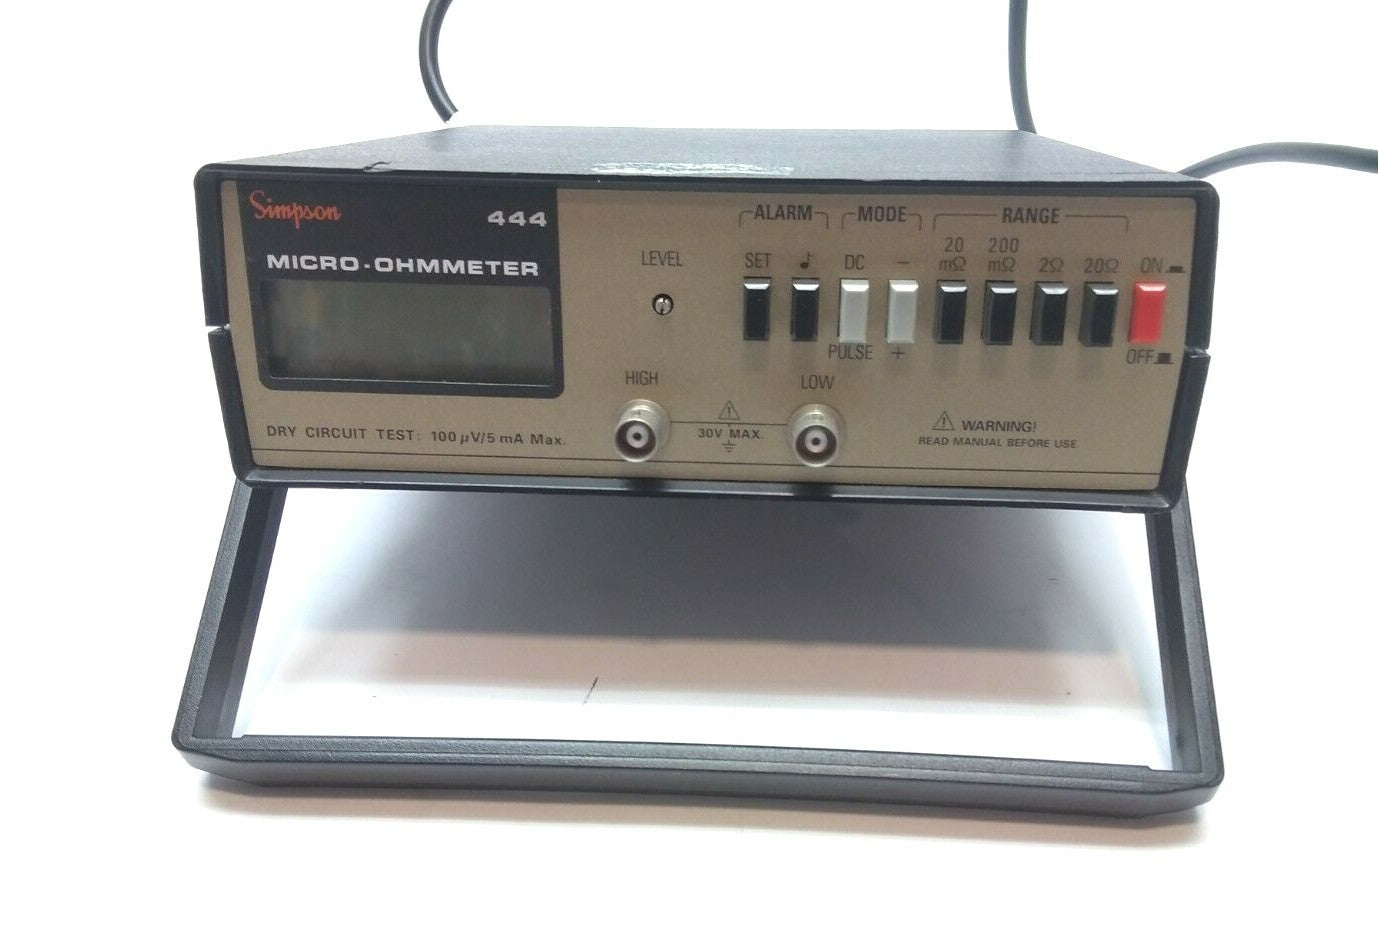 Simpson
444
MICRO-OHMMETER
DRY CIRCUIT TEST: 100 µV/5 mA Max.
LEVEL
HIGH
LOW
30V MAX.
ALARM
SET ♪
MODE
DC −
PULSE +
RANGE
20 mΩ
200 mΩ
2Ω
20Ω
ON
OFF
WARNING!
READ MANUAL BEFORE USE